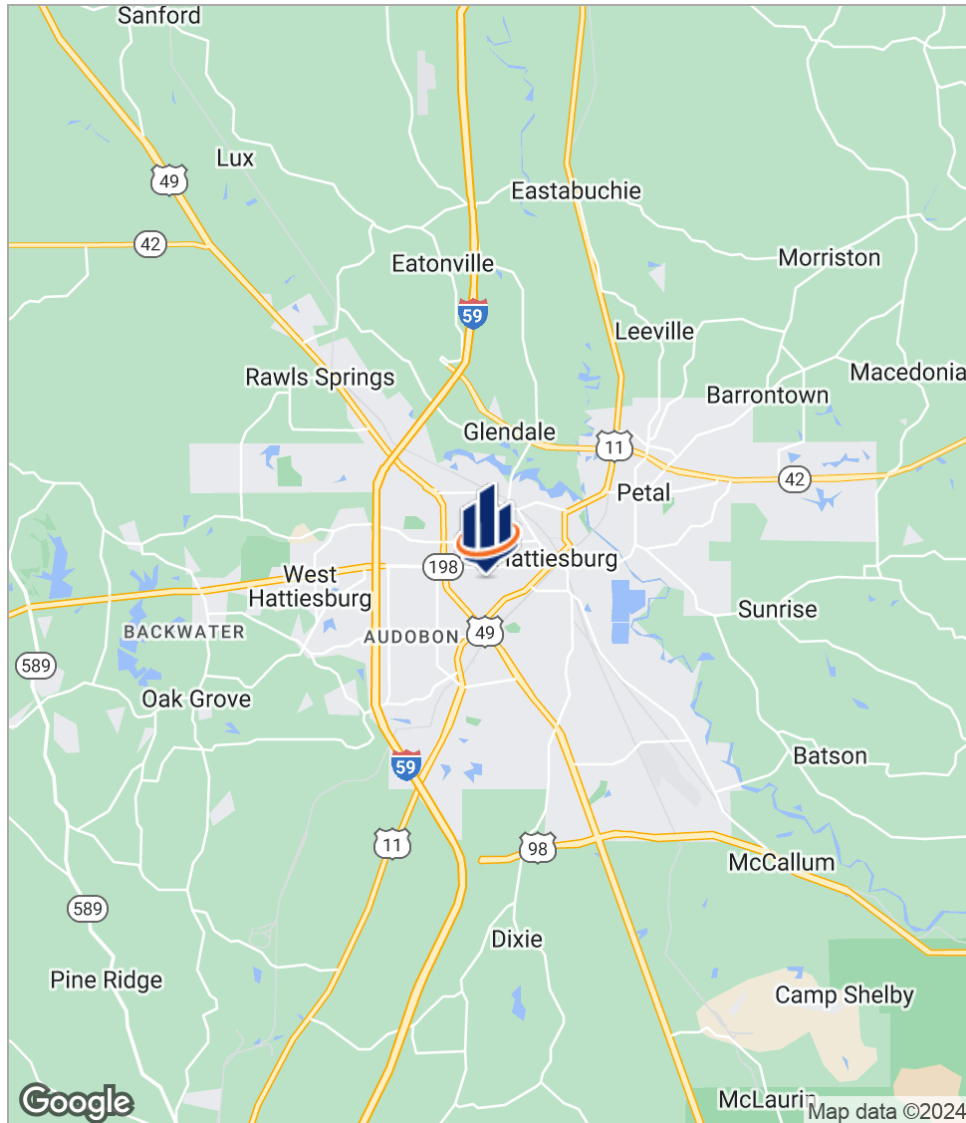 Sanford
Lux
49
Eastabuchie
42
Morriston
Eatonville
59
Leeville
Rawls Springs
Macedonia
Barrontown
Glendale
11
42
Petal
Hattiesburg
198
West
Hattiesburg
Sunrise
BACKWATER
AUDOBON
49
589
Oak Grove
Batson
59
11
98
McCallum
589
Dixie
Pine Ridge
Camp Shelby
McLaurin
Google
Map data ©2024